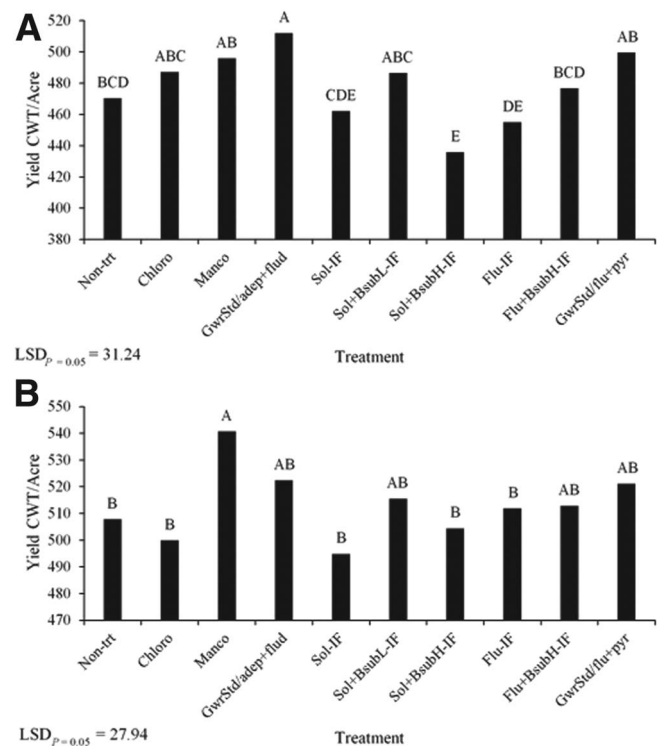 A
520
500
480
460
440
420
400
380
Yield CWT/Acre
BCD
ABC
AB
A
CDE
ABC
E
DE
BCD
AB
Non-trt
Chloro
Manco
GwrStd/adep+flud
Sol-IF
Sol+BsubL-IF
Sol+BsubH-IF
Flu-IF
Flu+BsubH-IF
GwrStd/flu+pyr
LSD P = 0.05 = 31.24
Treatment
B
550
540
530
520
510
500
490
480
470
Yield CWT/Acre
B
B
A
AB
B
AB
B
B
AB
AB
Non-trt
Chloro
Manco
GwrStd/adep+flud
Sol-IF
Sol+BsubL-IF
Sol+BsubH-IF
Flu-IF
Flu+BsubH-IF
GwrStd/flu+pyr
LSD P = 0.05 = 27.94
Treatment